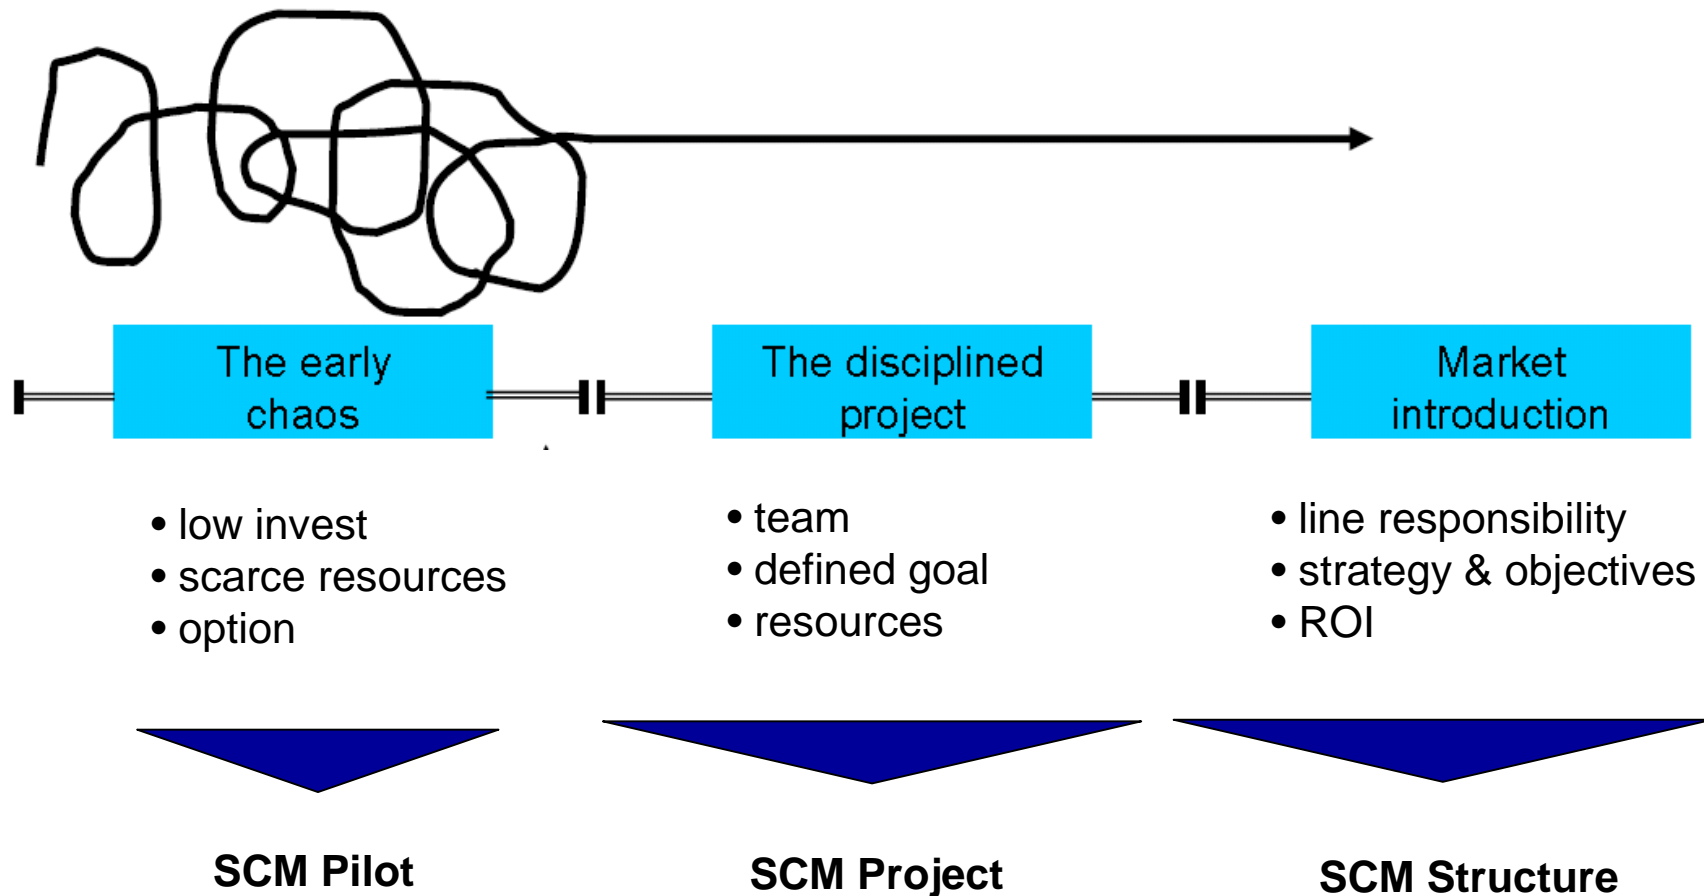 The early
chaos
The disciplined
project
Market
introduction
• low invest
• scarce resources
• option
• team
• defined goal
• resources
• line responsibility
• strategy & objectives
• ROI
SCM Pilot
SCM Project
SCM Structure